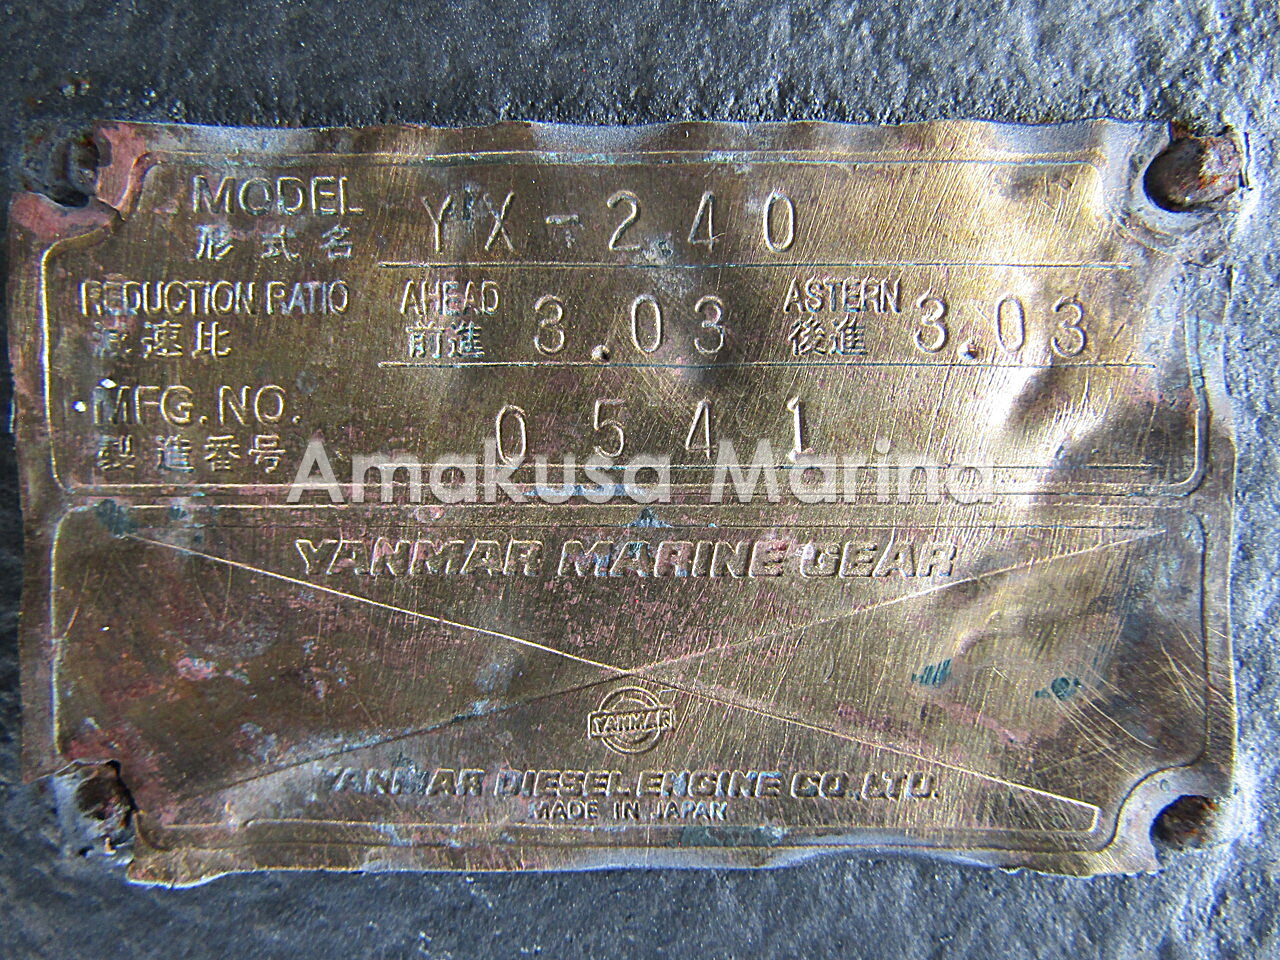 MODEL YX-240
形式名
REDUCTION RATIO AHEAD 3.03 ASTERN 3.03
減速比 前進 後進
MFG. NO. 0541
製造番号
Amakusa Marina
YANMAR MARINE GEAR
YANMAR
YANMAR DIESEL ENGINE CO.,LTD.
MADE IN JAPAN